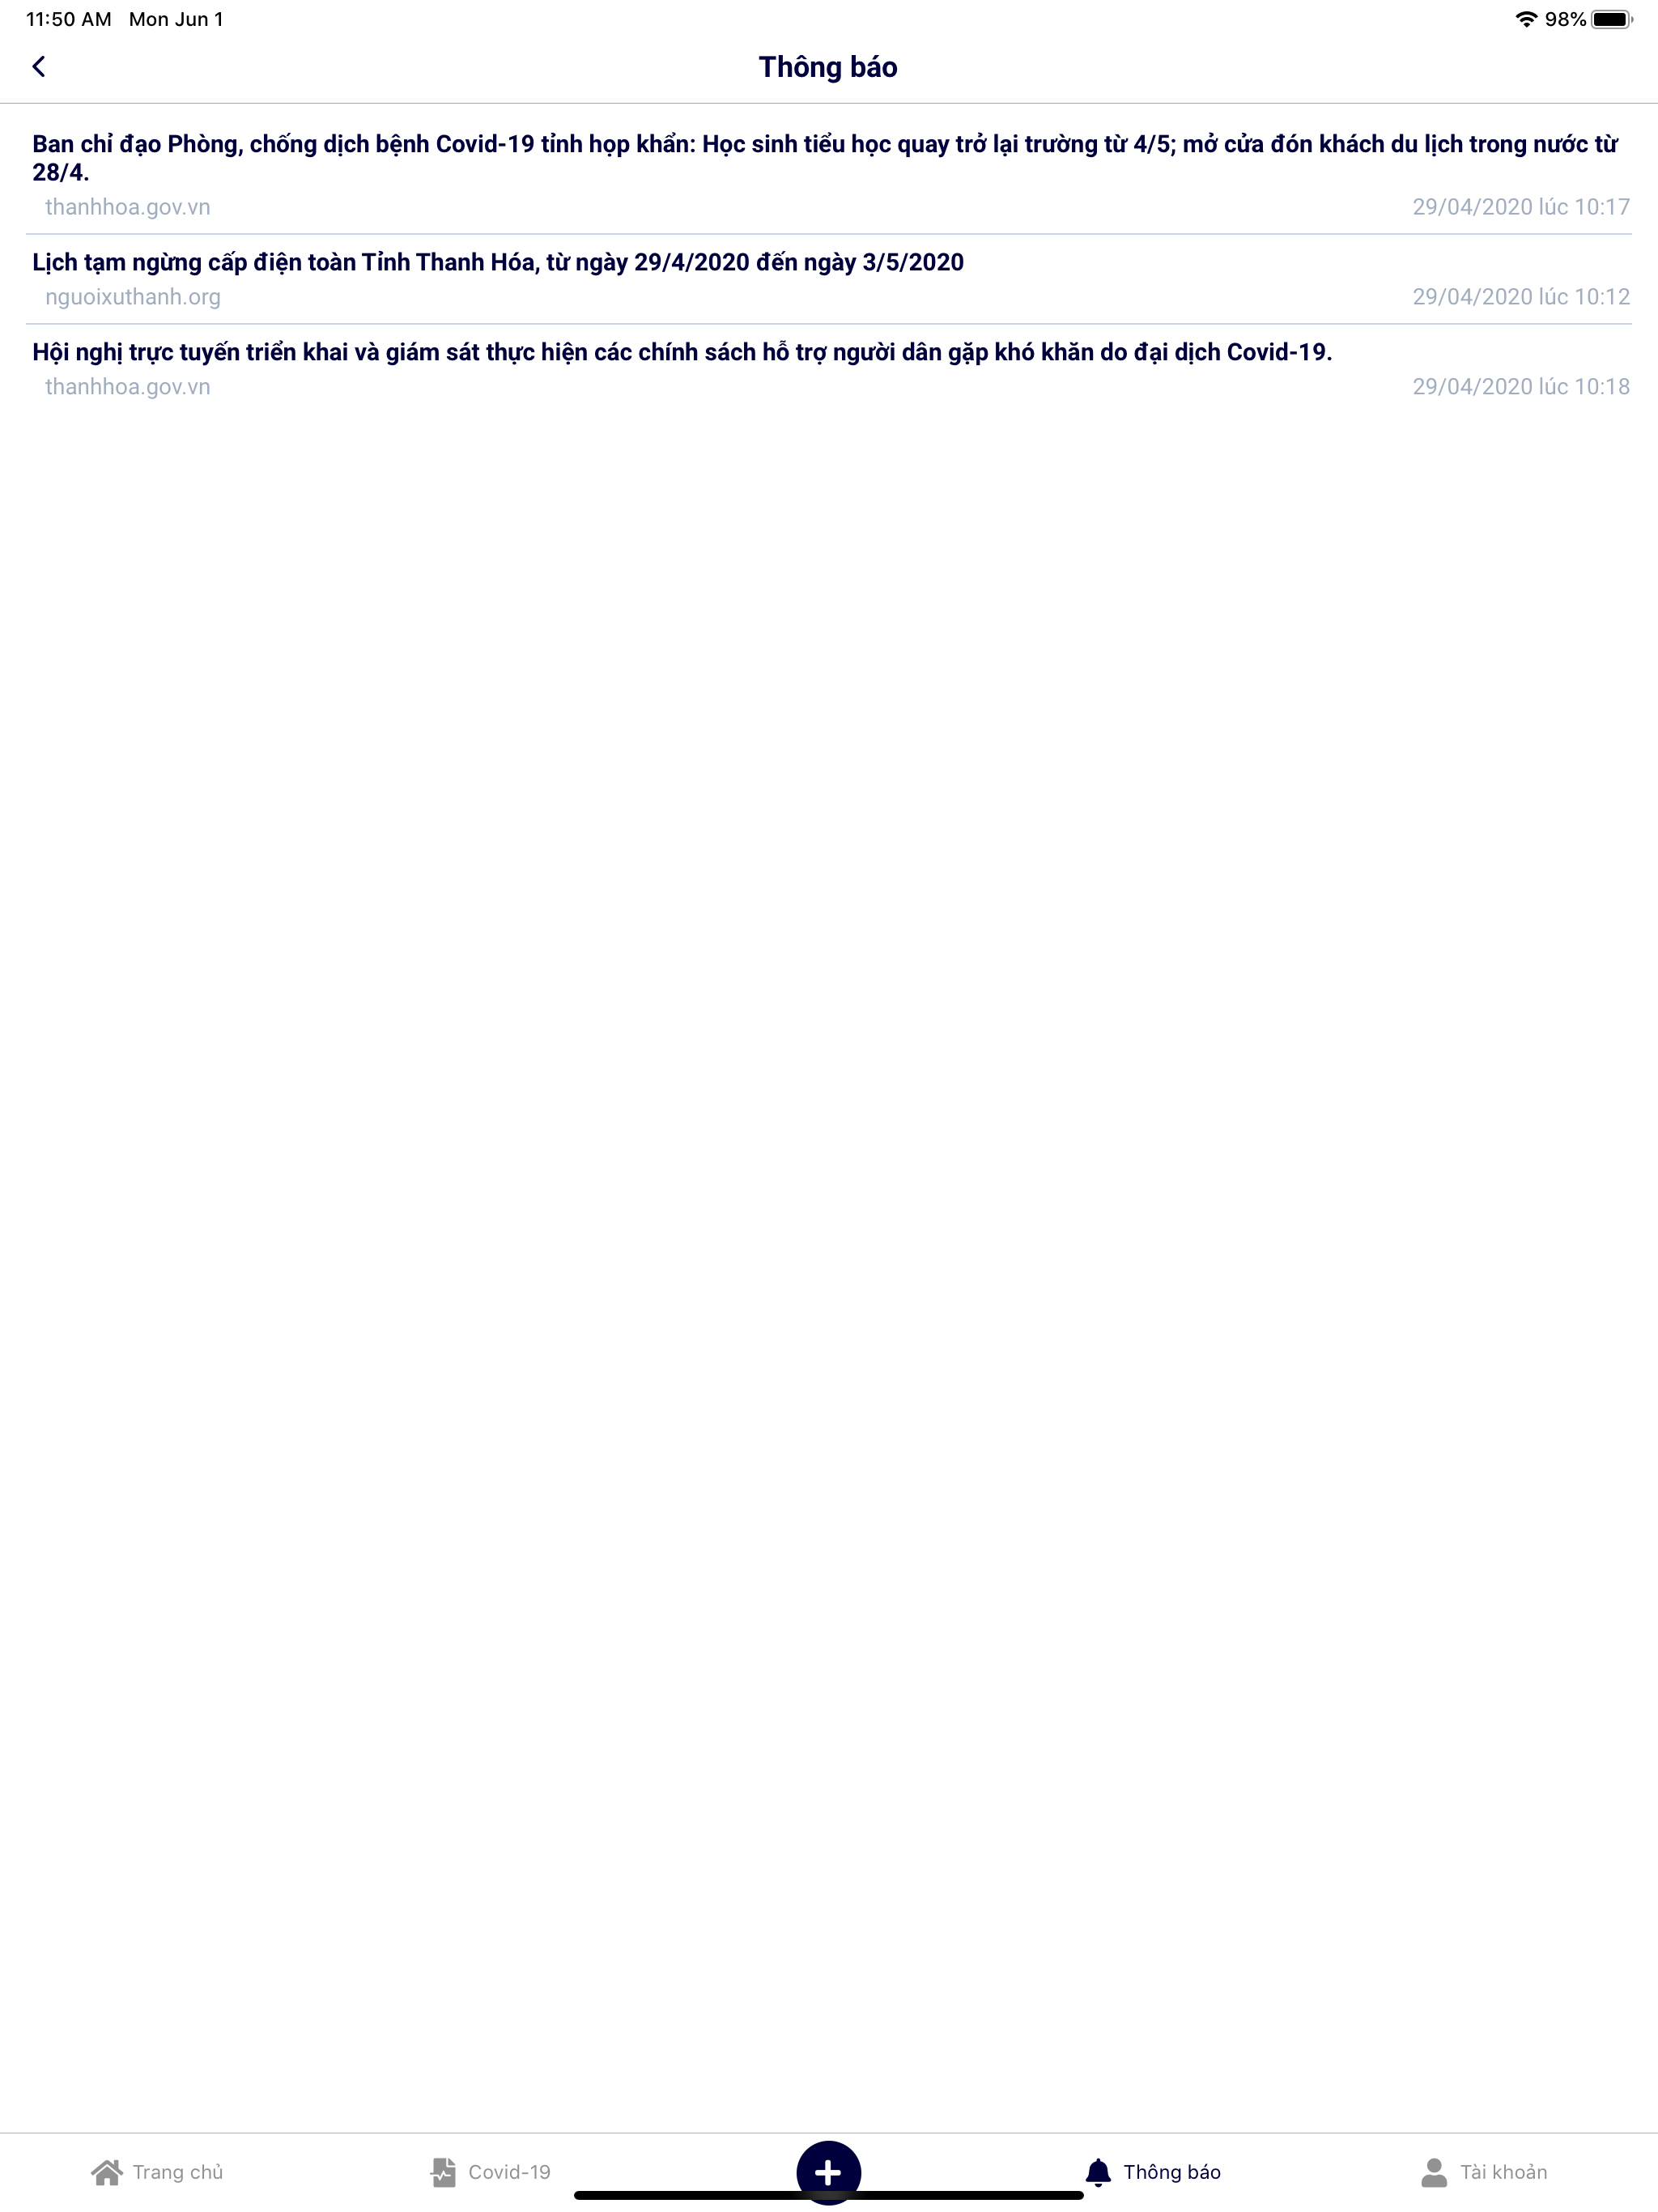 11:50 AM Mon Jun 1 98%
Thông báo
Ban chỉ đạo Phòng, chống dịch bệnh Covid-19 tỉnh họp khẩn: Học sinh tiểu học quay trở lại trường từ 4/5; mở cửa đón khách du lịch trong nước từ
28/4.
thanhhoa.gov.vn 29/04/2020 lúc 10:17
Lịch tạm ngừng cấp điện toàn Tỉnh Thanh Hóa, từ ngày 29/4/2020 đến ngày 3/5/2020
nguoixuthanh.org 29/04/2020 lúc 10:12
Hội nghị trực tuyến triển khai và giám sát thực hiện các chính sách hỗ trợ người dân gặp khó khăn do đại dịch Covid-19.
thanhhoa.gov.vn 29/04/2020 lúc 10:18
Trang chủ Covid-19 Thông báo Tài khoản